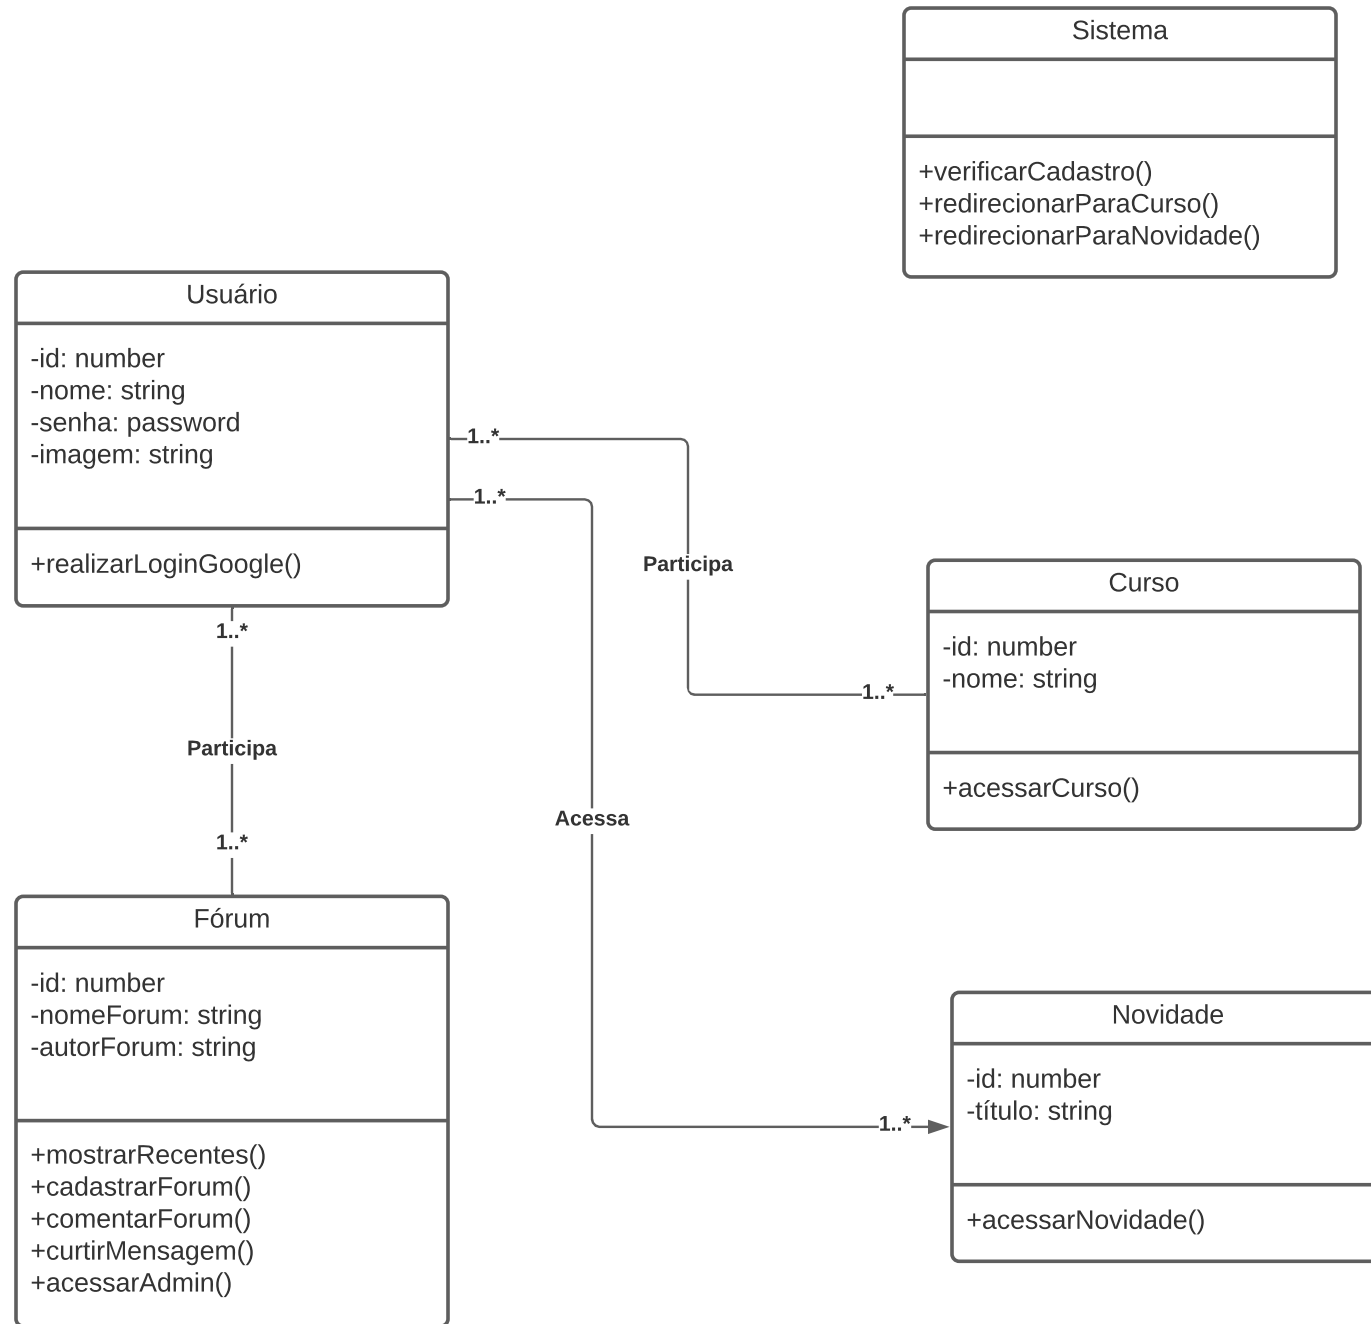 Sistema
+verificarCadastro()
+redirecionarParaCurso()
+redirecionarParaNovidade()
Usuário
-id: number
-nome: string
-senha: password
-imagem: string
+realizarLoginGoogle()
1..*
1..*
1..*
Participa
1..*
Participa
1..*
Acessa
1..*
Curso
-id: number
-nome: string
+acessarCurso()
Fórum
-id: number
-nomeForum: string
-autorForum: string
+mostrarRecentes()
+cadastrarForum()
+comentarForum()
+curtirMensagem()
+acessarAdmin()
Novidade
-id: number
-título: string
+acessarNovidade()